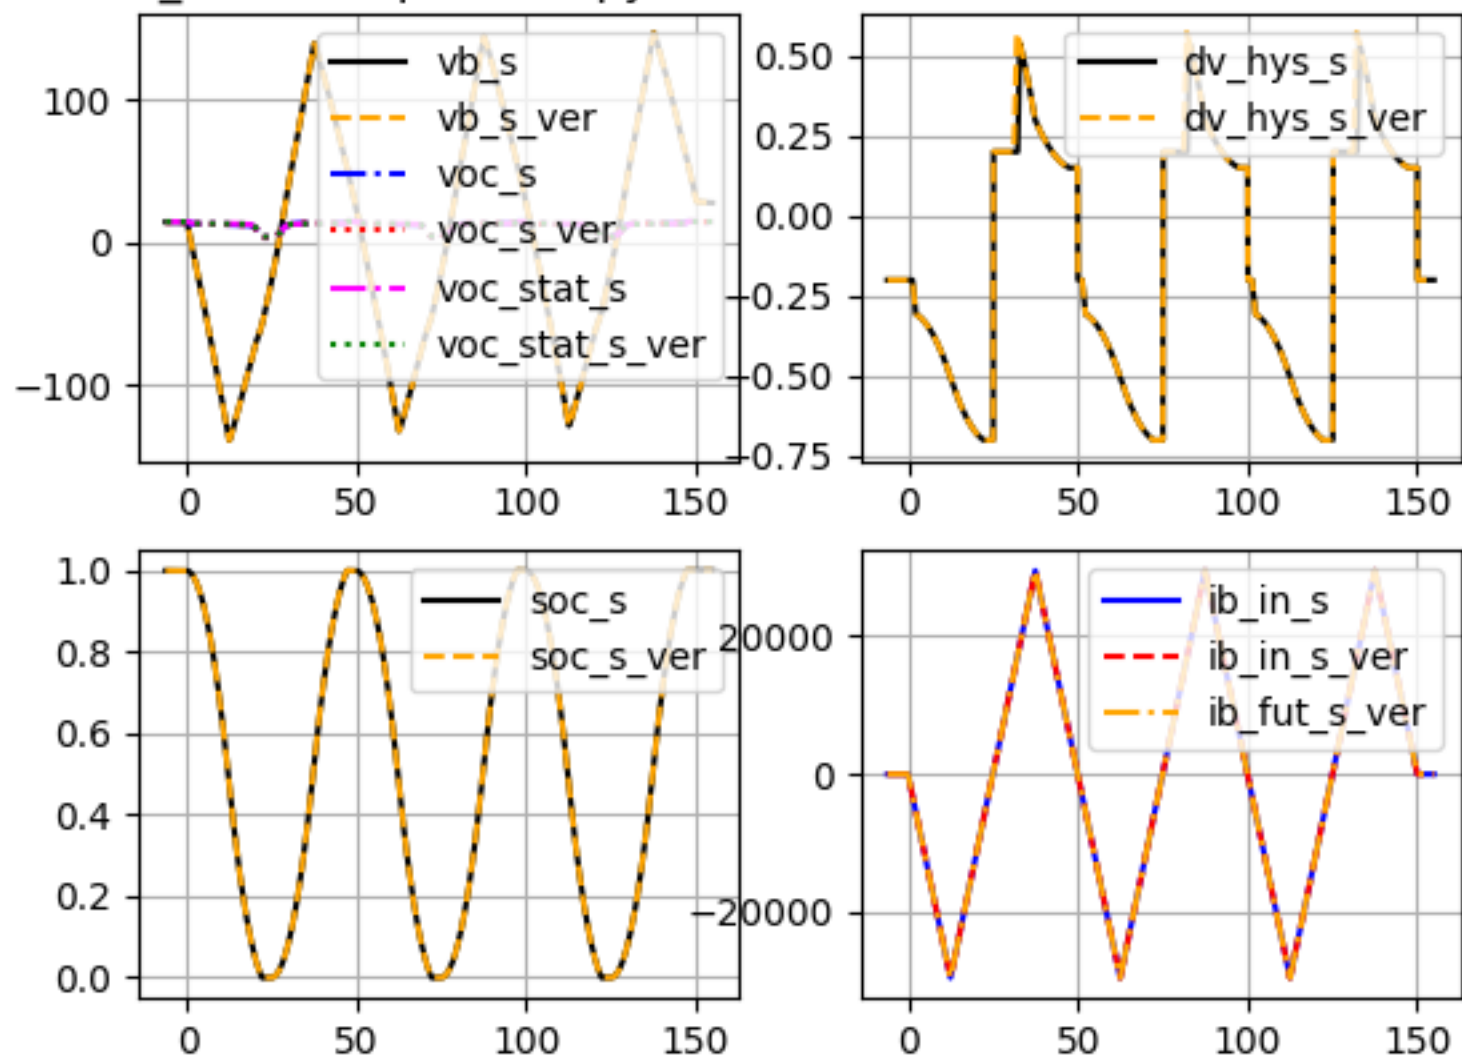 vb_s
vb_s_ver
voc_s
voc_s_ver
voc_stat_s
voc_stat_s_ver
100
0
−100
0 50 100 150
dv_hys_s
dv_hys_s_ver
0.50
0.25
0.00
−0.25
−0.50
−0.75
0 50 100 150
soc_s
soc_s_ver
1.0
0.8
0.6
0.4
0.2
0.0
0 50 100 150
ib_in_s
ib_in_s_ver
ib_fut_s_ver
20000
0
−20000
0 50 100 150